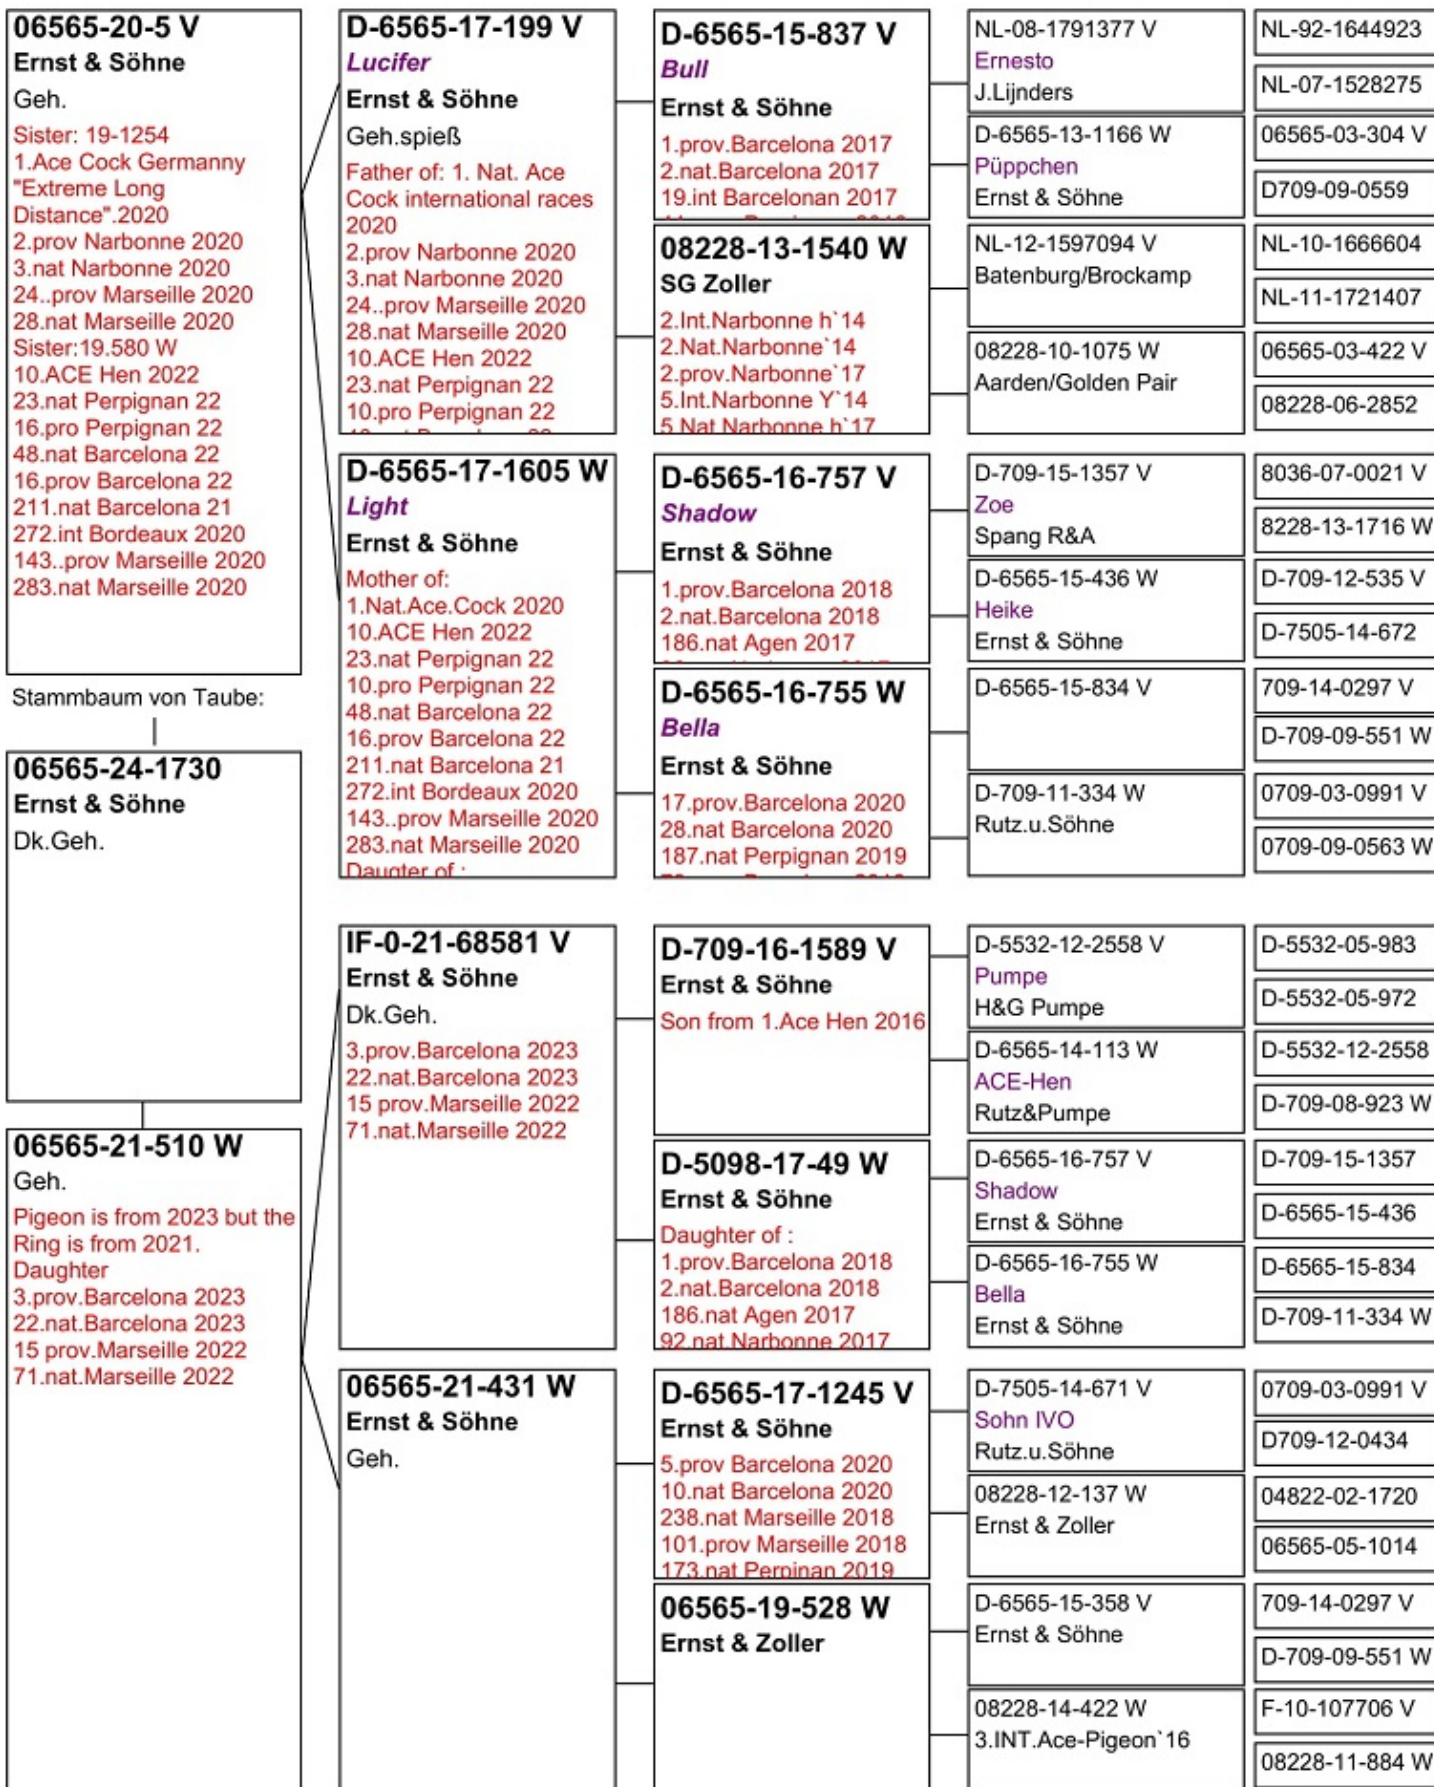 06565-20-5 V
Ernst & Söhne
Geh.
Sister: 19-1254
1.Ace Cock Germanny
"Extreme Long
Distance".2020
2.prov Narbonne 2020
3.nat Narbonne 2020
24..prov Marseille 2020
28.nat Marseille 2020
Sister:19.580 W
10.ACE Hen 2022
23.nat Perpignan 22
16.pro Perpignan 22
48.nat Barcelona 22
16.prov Barcelona 22
211.nat Barcelona 21
272.int Bordeaux 2020
143..prov Marseille 2020
283.nat Marseille 2020
Stammbaum von Taube:
06565-24-1730
Ernst & Söhne
Dk.Geh.
06565-21-510 W
Geh.
Pigeon is from 2023 but the
Ring is from 2021.
Daughter
3.prov.Barcelona 2023
22.nat.Barcelona 2023
15 prov.Marseille 2022
71.nat.Marseille 2022
D-6565-17-199 V
Lucifer
Ernst & Söhne
Geh.spieß
Father of: 1. Nat. Ace
Cock international races
2020
2.prov Narbonne 2020
3.nat Narbonne 2020
24..prov Marseille 2020
28.nat Marseille 2020
10.ACE Hen 2022
23.nat Perpignan 22
10.pro Perpignan 22
D-6565-17-1605 W
Light
Ernst & Söhne
Mother of:
1.Nat.Ace.Cock 2020
10.ACE Hen 2022
23.nat Perpignan 22
10.pro Perpignan 22
48.nat Barcelona 22
16.prov Barcelona 22
211.nat Barcelona 21
272.int Bordeaux 2020
143..prov Marseille 2020
283.nat Marseille 2020
Daugter of :
IF-0-21-68581 V
Ernst & Söhne
Dk.Geh.
3.prov.Barcelona 2023
22.nat.Barcelona 2023
15 prov.Marseille 2022
71.nat.Marseille 2022
06565-21-431 W
Ernst & Söhne
Geh.
D-6565-15-837 V
Bull
Ernst & Söhne
1.prov.Barcelona 2017
2.nat.Barcelona 2017
19.int Barcelonan 2017
08228-13-1540 W
SG Zoller
2.Int.Narbonne h`14
2.Nat.Narbonne`14
2.prov.Narbonne`17
5.Int.Narbonne Y`14
5 Nat Narbonne h`17
D-6565-16-757 V
Shadow
Ernst & Söhne
1.prov.Barcelona 2018
2.nat.Barcelona 2018
186.nat Agen 2017
D-6565-16-755 W
Bella
Ernst & Söhne
17.prov.Barcelona 2020
28.nat Barcelona 2020
187.nat Perpignan 2019
D-709-16-1589 V
Ernst & Söhne
Son from 1.Ace Hen 2016
D-5098-17-49 W
Ernst & Söhne
Daughter of :
1.prov.Barcelona 2018
2.nat.Barcelona 2018
186.nat Agen 2017
92.nat.Narbonne 2017
D-6565-17-1245 V
Ernst & Söhne
5.prov Barcelona 2020
10.nat Barcelona 2020
238.nat Marseille 2018
101.prov Marseille 2018
173.nat Perpinan 2019
06565-19-528 W
Ernst & Zoller
NL-08-1791377 V
Ernesto
J.Lijnders
D-6565-13-1166 W
Püppchen
Ernst & Söhne
NL-12-1597094 V
Batenburg/Brockamp
08228-10-1075 W
Aarden/Golden Pair
D-709-15-1357 V
Zoe
Spang R&A
D-6565-15-436 W
Heike
Ernst & Söhne
D-6565-15-834 V
D-709-11-334 W
Rutz.u.Söhne
D-5532-12-2558 V
Pumpe
H&G Pumpe
D-6565-14-113 W
ACE-Hen
Rutz&Pumpe
D-6565-16-757 V
Shadow
Ernst & Söhne
D-6565-16-755 W
Bella
Ernst & Söhne
D-7505-14-671 V
Sohn IVO
Rutz.u.Söhne
08228-12-137 W
Ernst & Zoller
D-6565-15-358 V
Ernst & Söhne
08228-14-422 W
3.INT.Ace-Pigeon`16
NL-92-1644923
NL-07-1528275
06565-03-304 V
D709-09-0559
NL-10-1666604
NL-11-1721407
06565-03-422 V
08228-06-2852
8036-07-0021 V
8228-13-1716 W
D-709-12-535 V
D-7505-14-672
709-14-0297 V
D-709-09-551 W
0709-03-0991 V
0709-09-0563 W
D-5532-05-983
D-5532-05-972
D-5532-12-2558
D-709-08-923 W
D-709-15-1357
D-6565-15-436
D-6565-15-834
D-709-11-334 W
0709-03-0991 V
D709-12-0434
04822-02-1720
06565-05-1014
709-14-0297 V
D-709-09-551 W
F-10-107706 V
08228-11-884 W